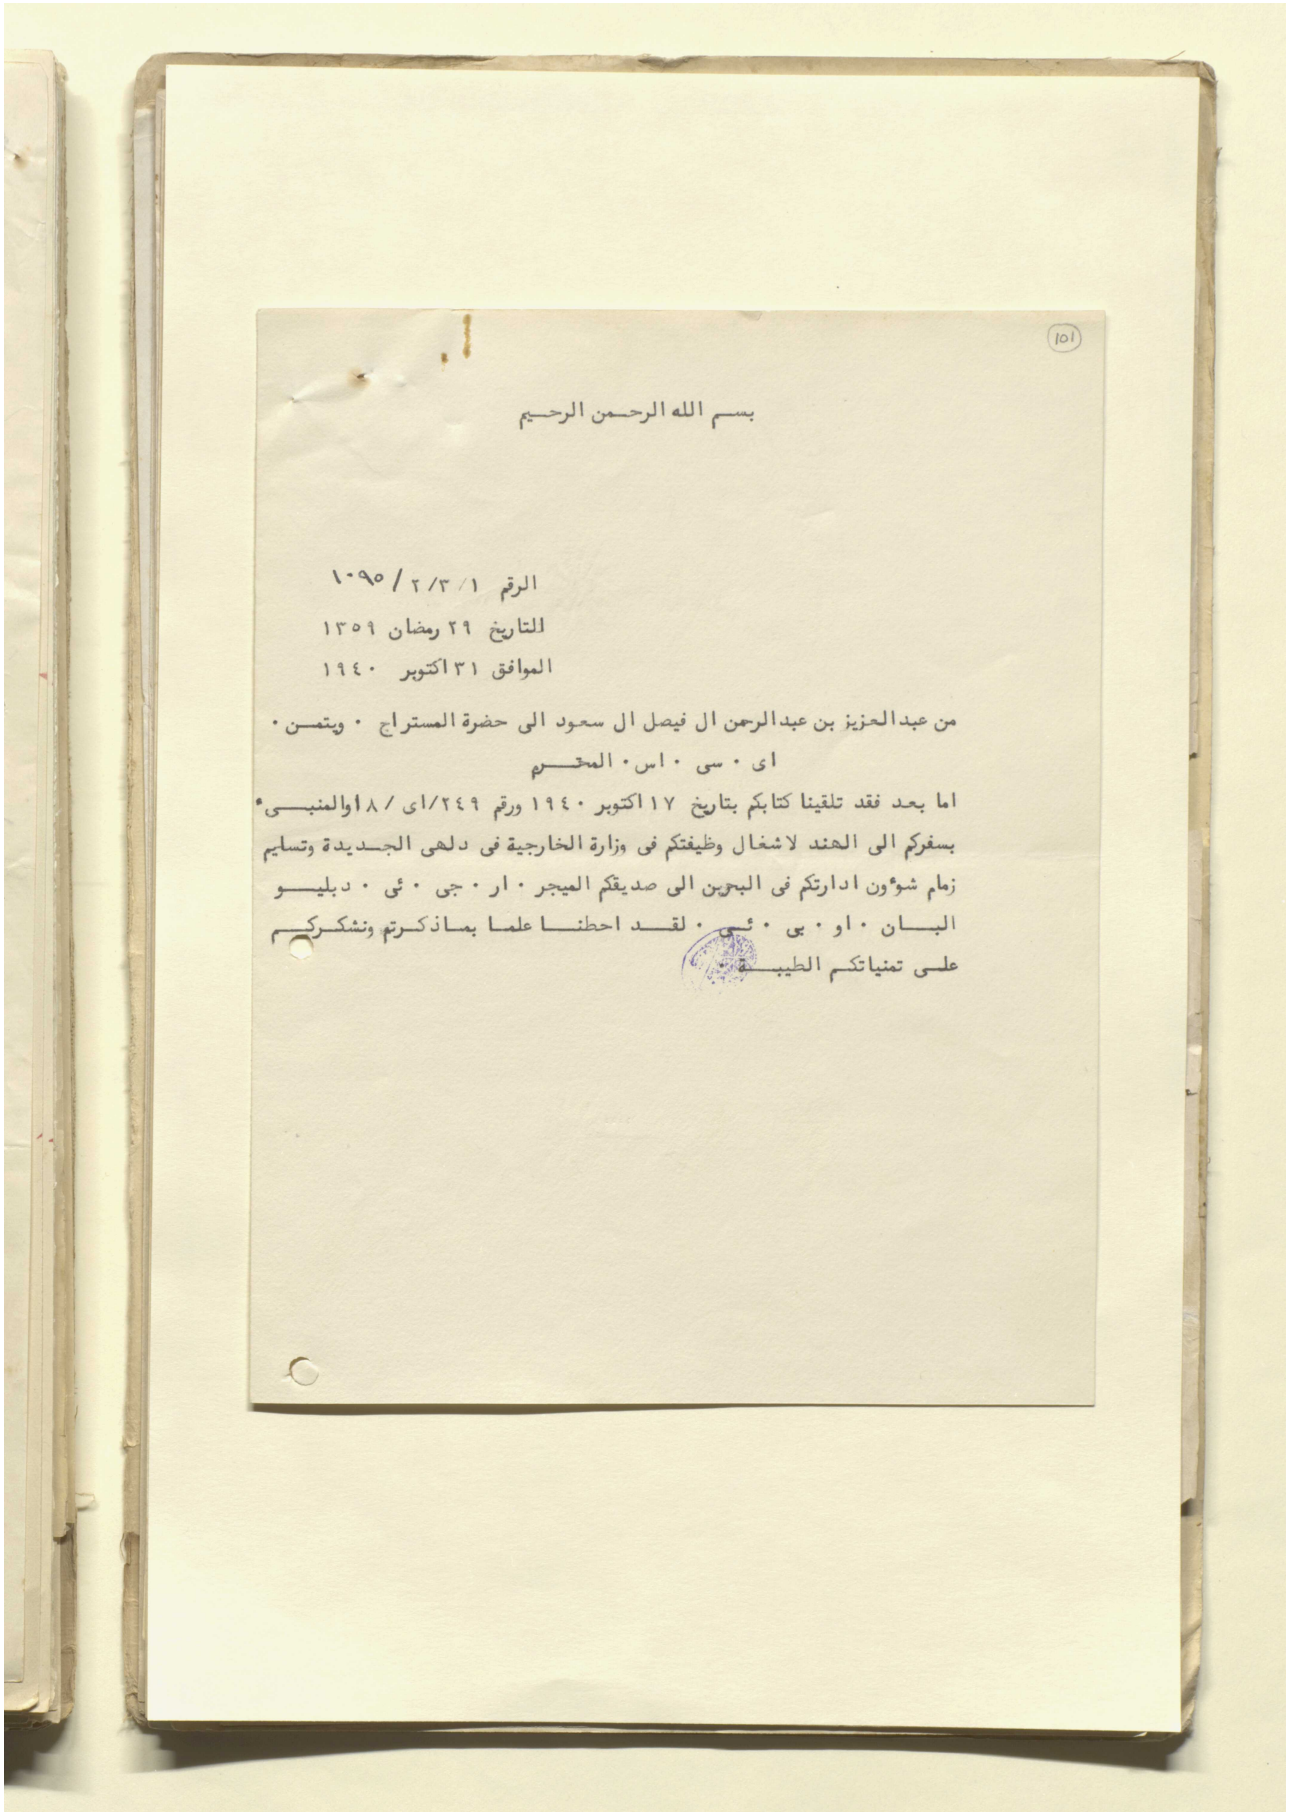 101
بسم الله الرحمن الرحيم
الرقم ١/٣/٢/١٠٩٥
التاريخ ٢٩ رمضان ١٣٥٩
الموافق ٣١ اكتوبر ١٩٤٠
من عبدالعزيز بن عبدالرحمن ال فيصل ال سعود الى حضرة المستراج ٠ ويتمن ٠
اى ٠ سى ٠ اس ٠ المحترم
اما بعد فقد تلقينا كتابكم بتاريخ ١٧ اكتوبر ١٩٤٠ ورقم ٢٤٩/اى/١٨ والمنبىء
بسفركم الى الهند لاشغال وظيفتكم فى وزارة الخارجية فى دلهى الجديدة وتسليم
زمام شوءون ادارتكم فى البحرين الى صديقكم الميجر ٠ ار ٠ جى ٠ ئى ٠ دبليو
البان ٠ او ٠ بى ٠ ئى ٠ لقد احطنا علما بماذكرتم ونشكركم
على تمنياتكم الطيبة ٠